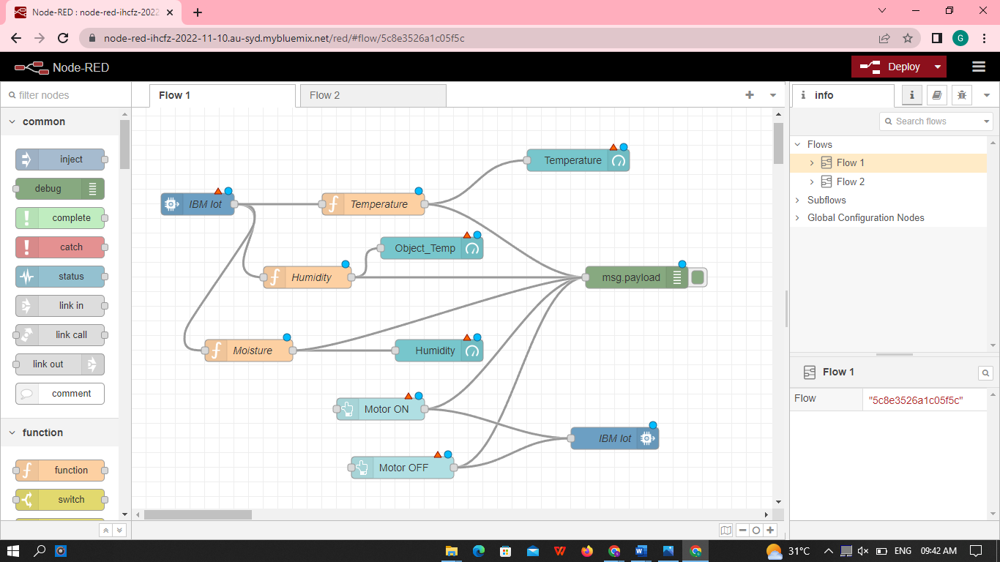 Node-RED : node-red-ihcfz-2022
node-red-ihcfz-2022-11-10.au-syd.mybluemix.net/red/#flow/5c8e3526a1c05f5c
G
Node-RED
Deploy
filter nodes
Flow 1
Flow 2
info
common
Search flows
inject
debug
complete
catch
status
link in
link call
link out
comment
function
function
switch
Temperature
IBM Iot
Temperature
Object_Temp
Humidity
msg.payload
Moisture
Humidity
Motor ON
IBM Iot
Motor OFF
Flows
Flow 1
Flow 2
Subflows
Global Configuration Nodes
Flow 1
Flow
"5c8e3526a1c05f5c"
31°C
ENG
09:42 AM